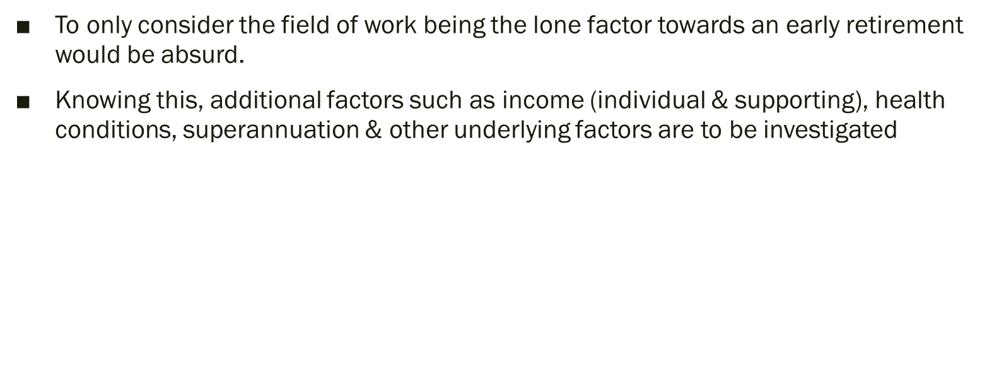 ■ To only consider the field of work being the lone factor towards an early retirement
would be absurd.
■ Knowing this, additional factors such as income (individual & supporting), health
conditions, superannuation & other underlying factors are to be investigated